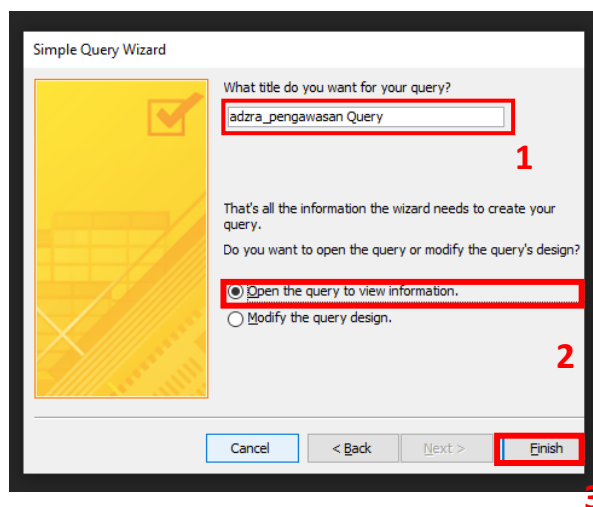 Simple Query Wizard
What title do you want for your query?
adzra_pengawasan Query
1
That's all the information the wizard needs to create your
query.
Do you want to open the query or modify the query's design?
Open the query to view information.
Modify the query design.
2
Cancel < Back Next > Finish
3